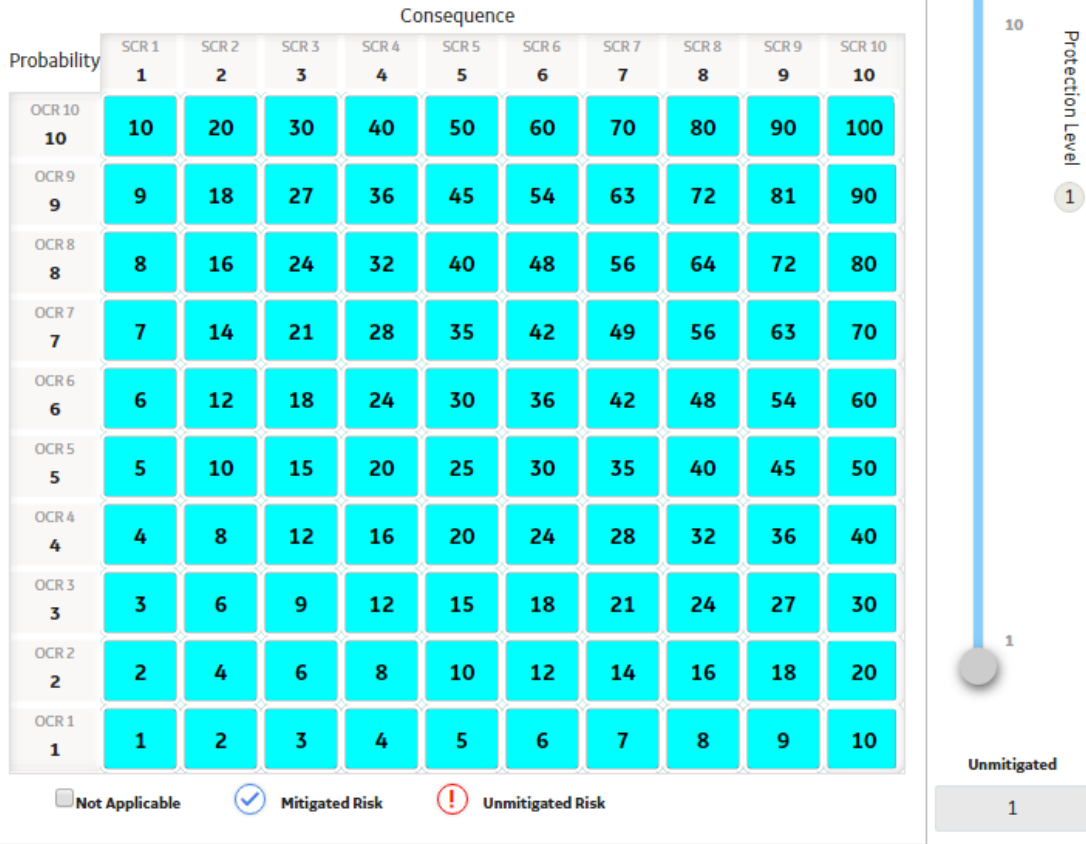 Consequence
Probability
SCR 1 SCR 2 SCR 3 SCR 4 SCR 5 SCR 6 SCR 7 SCR 8 SCR 9 SCR 10
1 2 3 4 5 6 7 8 9 10
OCR 10
10 10 20 30 40 50 60 70 80 90 100
OCR 9
9 9 18 27 36 45 54 63 72 81 90
OCR 8
8 8 16 24 32 40 48 56 64 72 80
OCR 7
7 7 14 21 28 35 42 49 56 63 70
OCR 6
6 6 12 18 24 30 36 42 48 54 60
OCR 5
5 5 10 15 20 25 30 35 40 45 50
OCR 4
4 4 8 12 16 20 24 28 32 36 40
OCR 3
3 3 6 9 12 15 18 21 24 27 30
OCR 2
2 2 4 6 8 10 12 14 16 18 20
OCR 1
1 1 2 3 4 5 6 7 8 9 10
Not Applicable Mitigated Risk ! Unmitigated Risk
10
Protection Level
1
1
Unmitigated
1